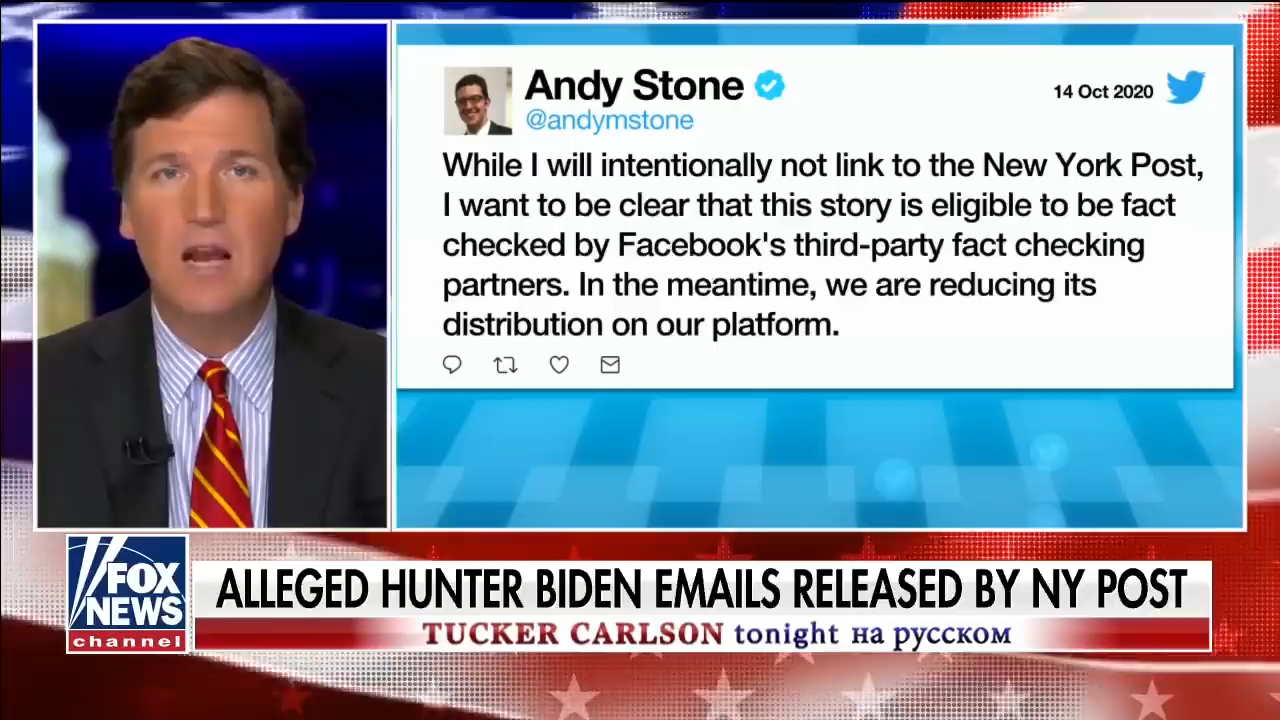 Andy Stone
@andymstone
14 Oct 2020
While I will intentionally not link to the New York Post,
I want to be clear that this story is eligible to be fact
checked by Facebook's third-party fact checking
partners. In the meantime, we are reducing its
distribution on our platform.
FOX
NEWS
channel
ALLEGED HUNTER BIDEN EMAILS RELEASED BY NY POST
TUCKER CARLSON tonight на русском